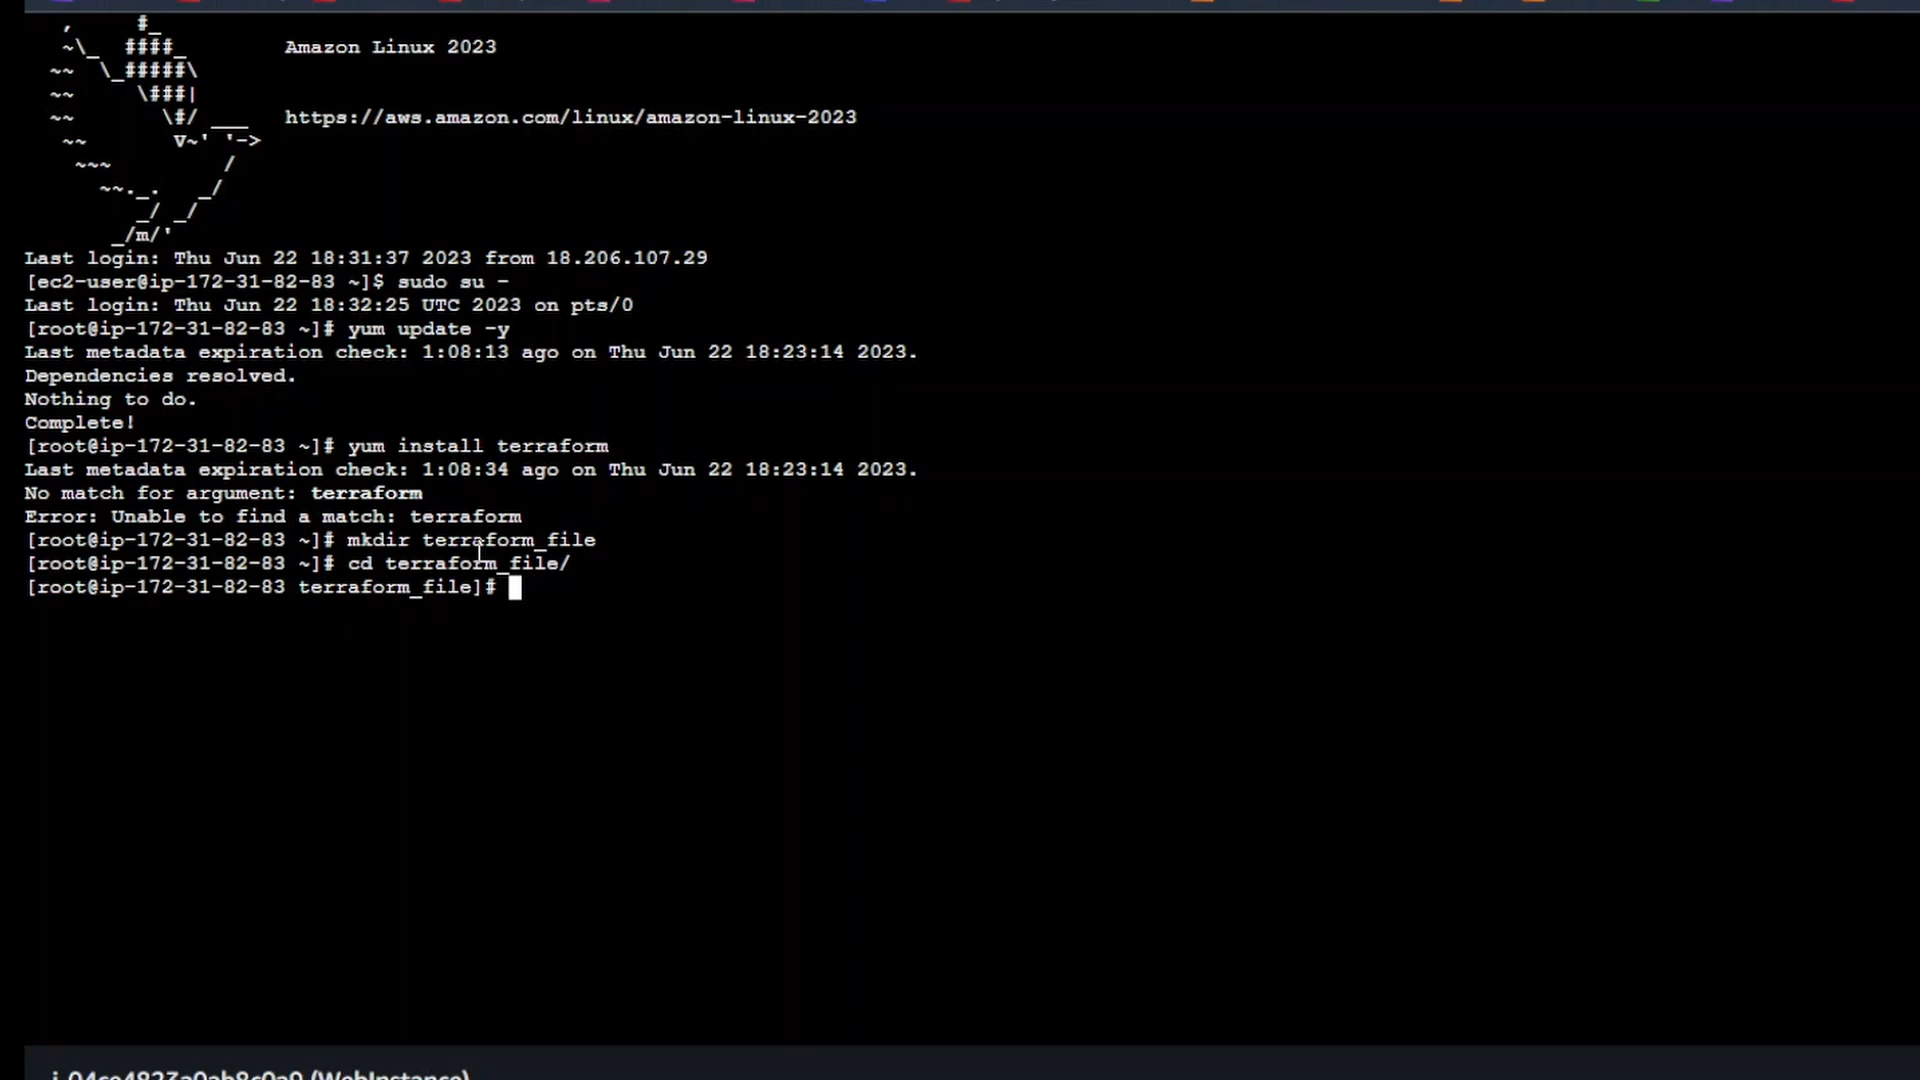 Amazon Linux 2023
https://aws.amazon.com/linux/amazon-linux-2023
Last login: Thu Jun 22 18:31:37 2023 from 18.206.107.29
[ec2-user@ip-172-31-82-83 ~]$ sudo su -
Last login: Thu Jun 22 18:32:25 UTC 2023 on pts/0
[root@ip-172-31-82-83 ~]# yum update -y
Last metadata expiration check: 1:08:13 ago on Thu Jun 22 18:23:14 2023.
Dependencies resolved.
Nothing to do.
Complete!
[root@ip-172-31-82-83 ~]# yum install terraform
Last metadata expiration check: 1:08:34 ago on Thu Jun 22 18:23:14 2023.
No match for argument: terraform
Error: Unable to find a match: terraform
[root@ip-172-31-82-83 ~]# mkdir terraform_file
[root@ip-172-31-82-83 ~]# cd terraform_file/
[root@ip-172-31-82-83 terraform_file]#
(WebInstance)